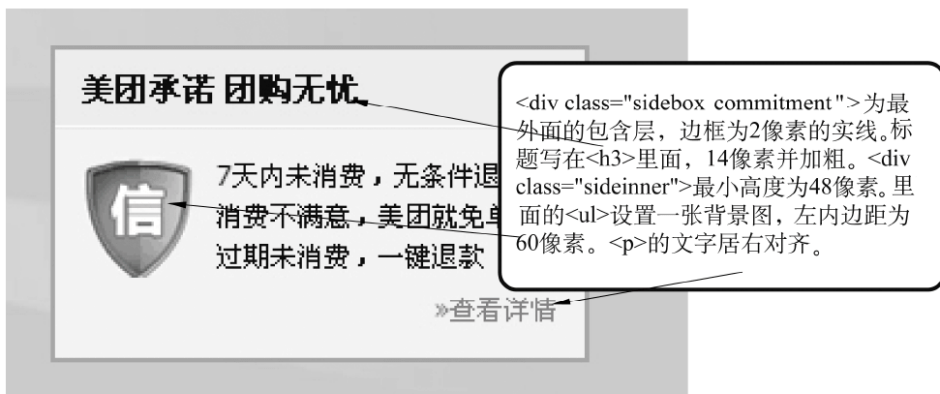 美团承诺 团购无忧
信
7天内未消费，无条件退
消费不满意，美团就免单
过期未消费，一键退款
»查看详情
<div class="sidebox commitment">为最
外面的包含层，边框为2像素的实线。标
题写在<h3>里面，14像素并加粗。<div
class="sideinner">最小高度为48像素。里
面的<ul>设置一张背景图，左内边距为
60像素。<p>的文字居右对齐。